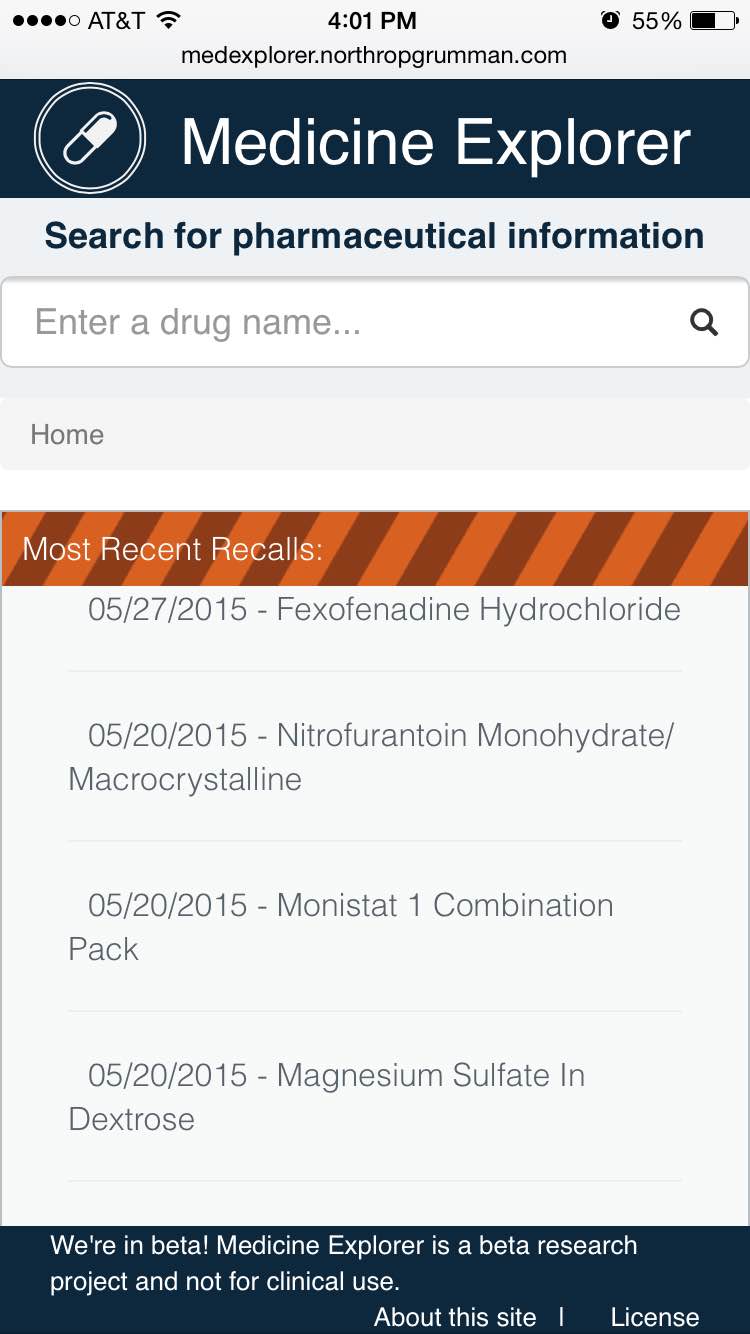 AT&T 4:01 PM 55%
medexplorer.northropgrumman.com
Medicine Explorer
Search for pharmaceutical information
Enter a drug name...
Home
Most Recent Recalls:
05/27/2015 - Fexofenadine Hydrochloride
05/20/2015 - Nitrofurantoin Monohydrate/
Macrocrystalline
05/20/2015 - Monistat 1 Combination
Pack
05/20/2015 - Magnesium Sulfate In
Dextrose
We're in beta! Medicine Explorer is a beta research
project and not for clinical use.
About this site | License